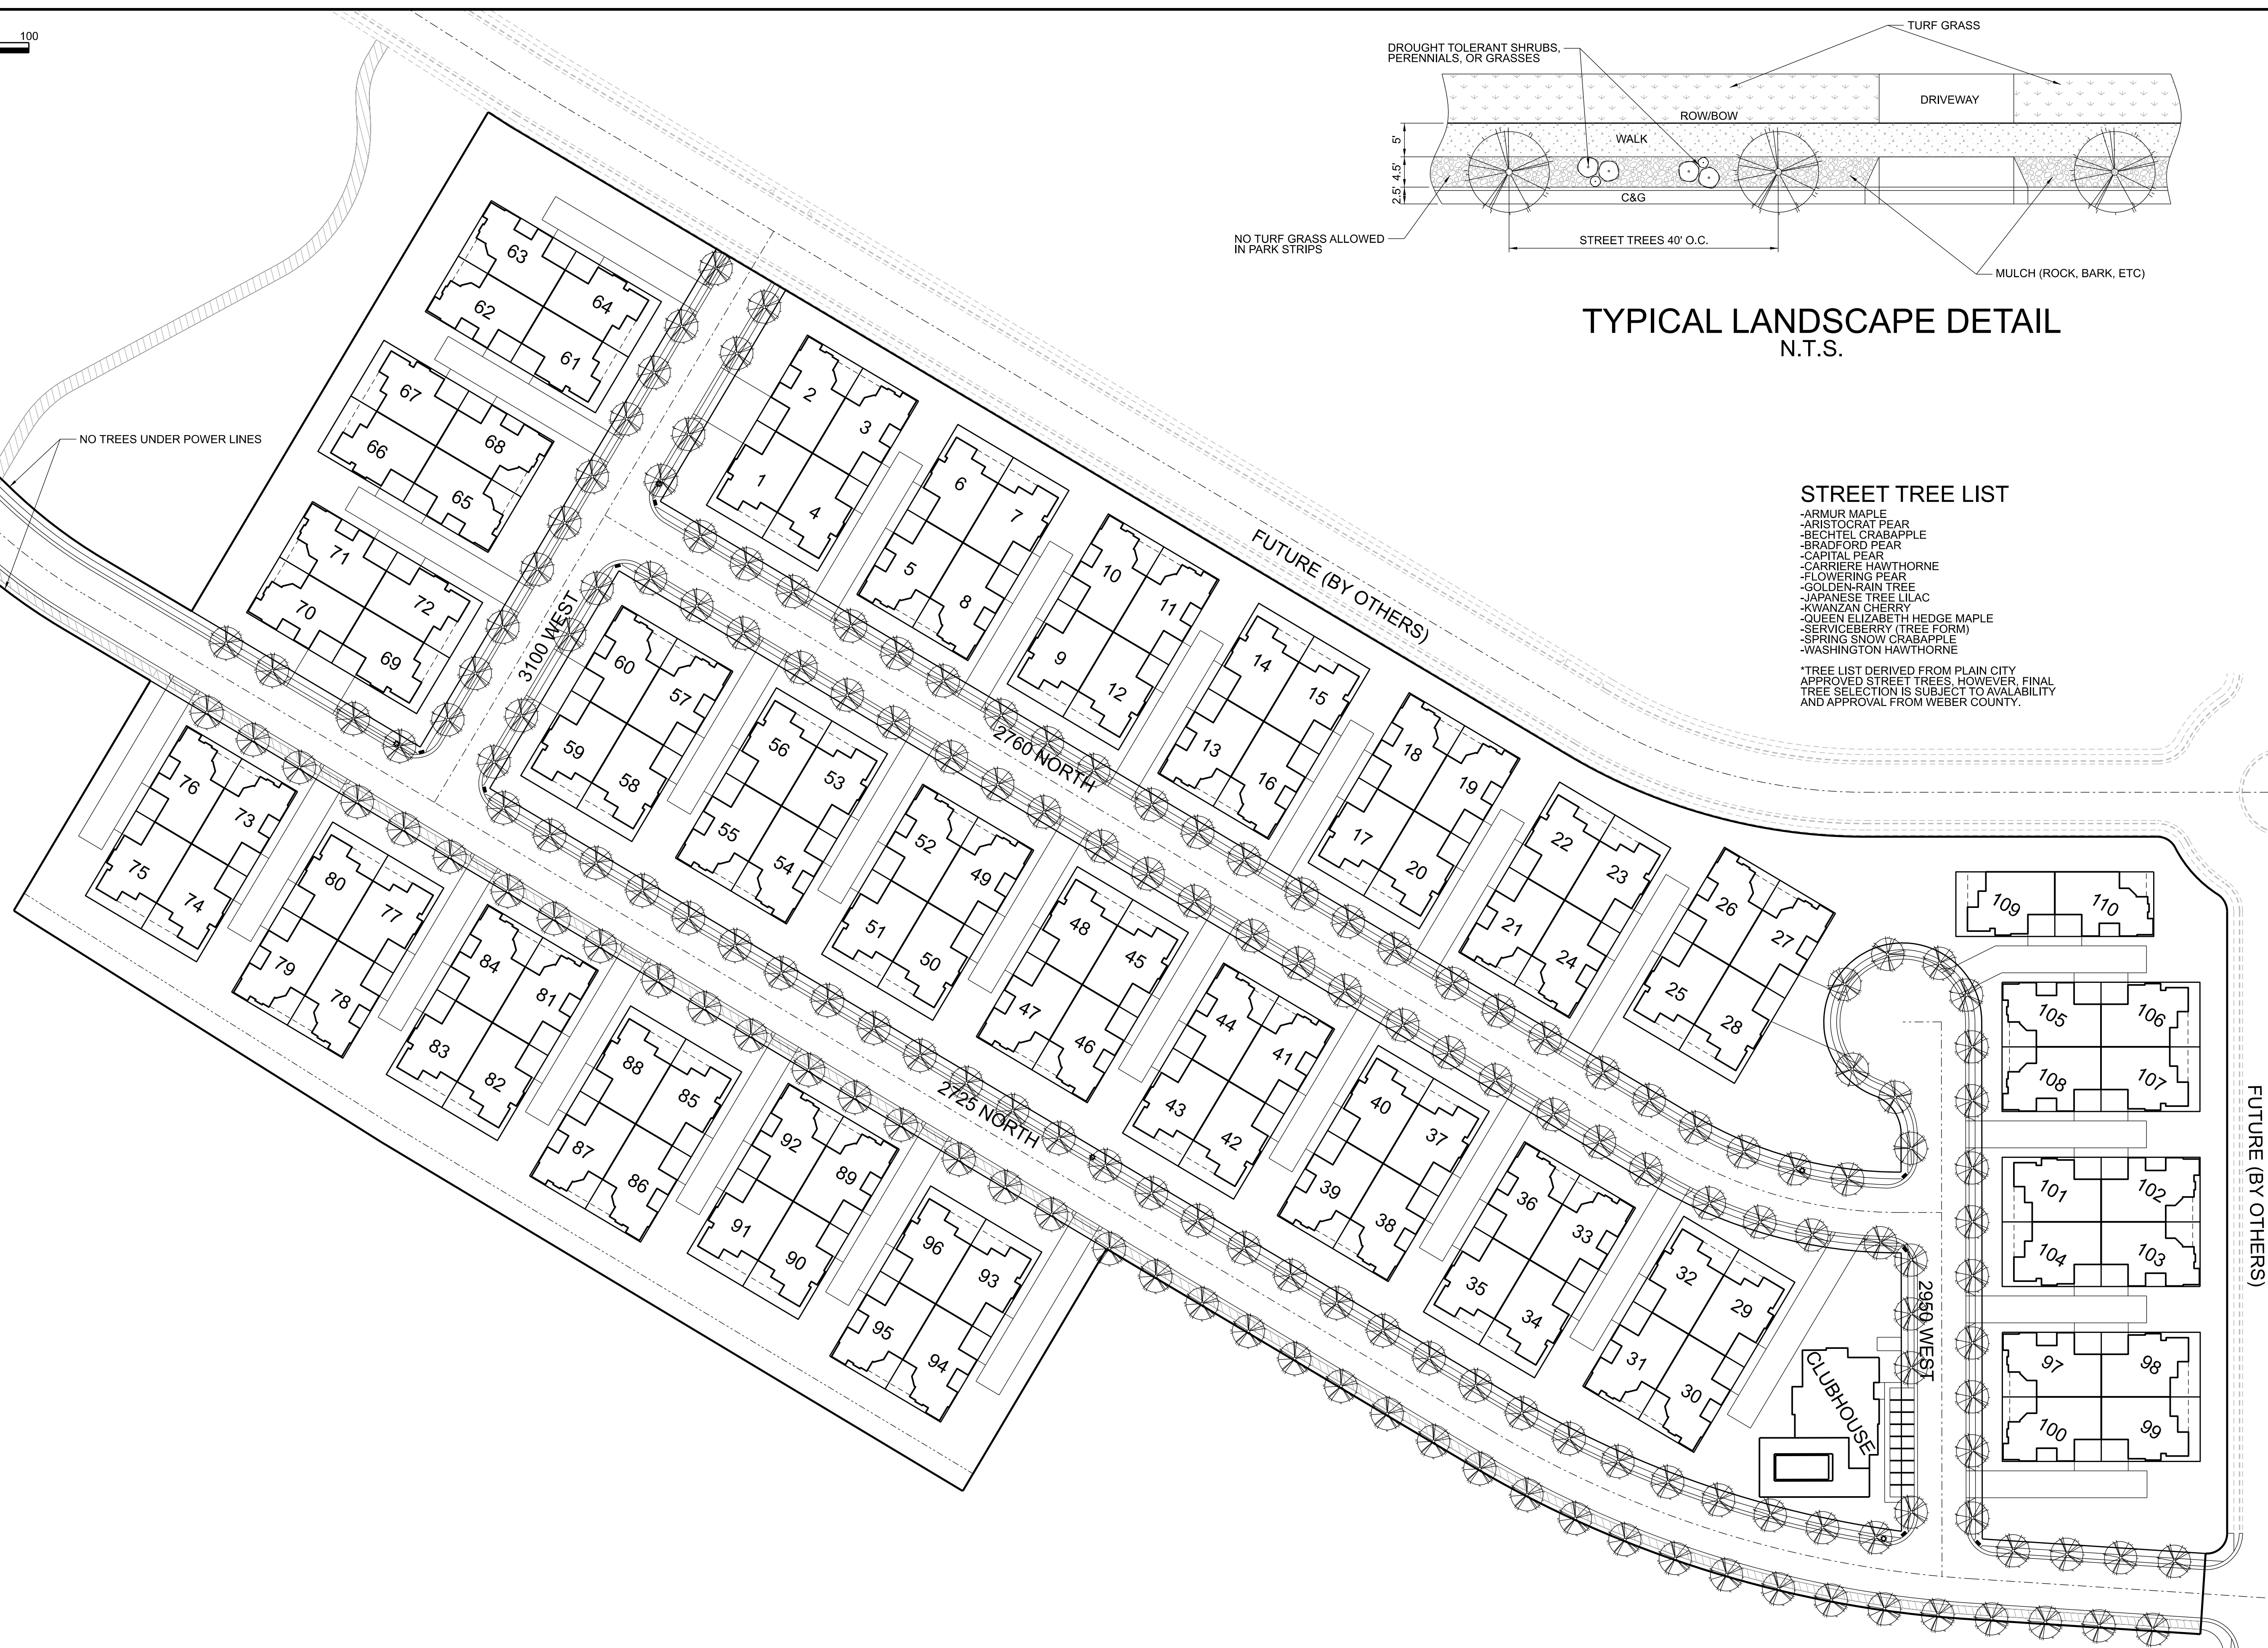 100
TURF GRASS
DROUGHT TOLERANT SHRUBS,
PERENNIALS, OR GRASSES
DRIVEWAY
ROW/BOW
WALK
5'
4.5'
2.5'
C&G
NO TURF GRASS ALLOWED
IN PARK STRIPS
STREET TREES 40' O.C.
MULCH (ROCK, BARK, ETC)
TYPICAL LANDSCAPE DETAIL
N.T.S.
NO TREES UNDER POWER LINES
STREET TREE LIST
-ARMUR MAPLE
-ARISTOCRAT PEAR
-BECHTEL CRABAPPLE
-BRADFORD PEAR
-CAPITAL PEAR
-CARRIERE HAWTHORNE
-FLOWERING PEAR
-GOLDEN-RAIN TREE
-JAPANESE TREE LILAC
-KWANZAN CHERRY
-QUEEN ELIZABETH HEDGE MAPLE
-SERVICEBERRY (TREE FORM)
-SPRING SNOW CRABAPPLE
-WASHINGTON HAWTHORNE
*TREE LIST DERIVED FROM PLAIN CITY
APPROVED STREET TREES, HOWEVER, FINAL
TREE SELECTION IS SUBJECT TO AVALABILITY
AND APPROVAL FROM WEBER COUNTY.
FUTURE (BY OTHERS)
3100 WEST
2760 NORTH
2725 NORTH
2950 WEST
FUTURE (BY OTHERS)
CLUBHOUSE
63
64
62
61
67
68
66
65
71
72
70
69
2
3
1
4
6
7
5
8
10
11
9
12
14
15
13
16
18
19
17
20
22
23
21
24
26
27
25
28
60
57
59
58
56
53
55
54
52
49
51
50
48
45
47
46
44
41
43
42
40
37
39
38
36
33
35
34
32
29
31
30
76
73
75
74
80
77
79
78
84
81
83
82
88
85
87
86
92
89
91
90
96
93
95
94
109
110
105
106
108
107
101
102
104
103
97
98
100
99